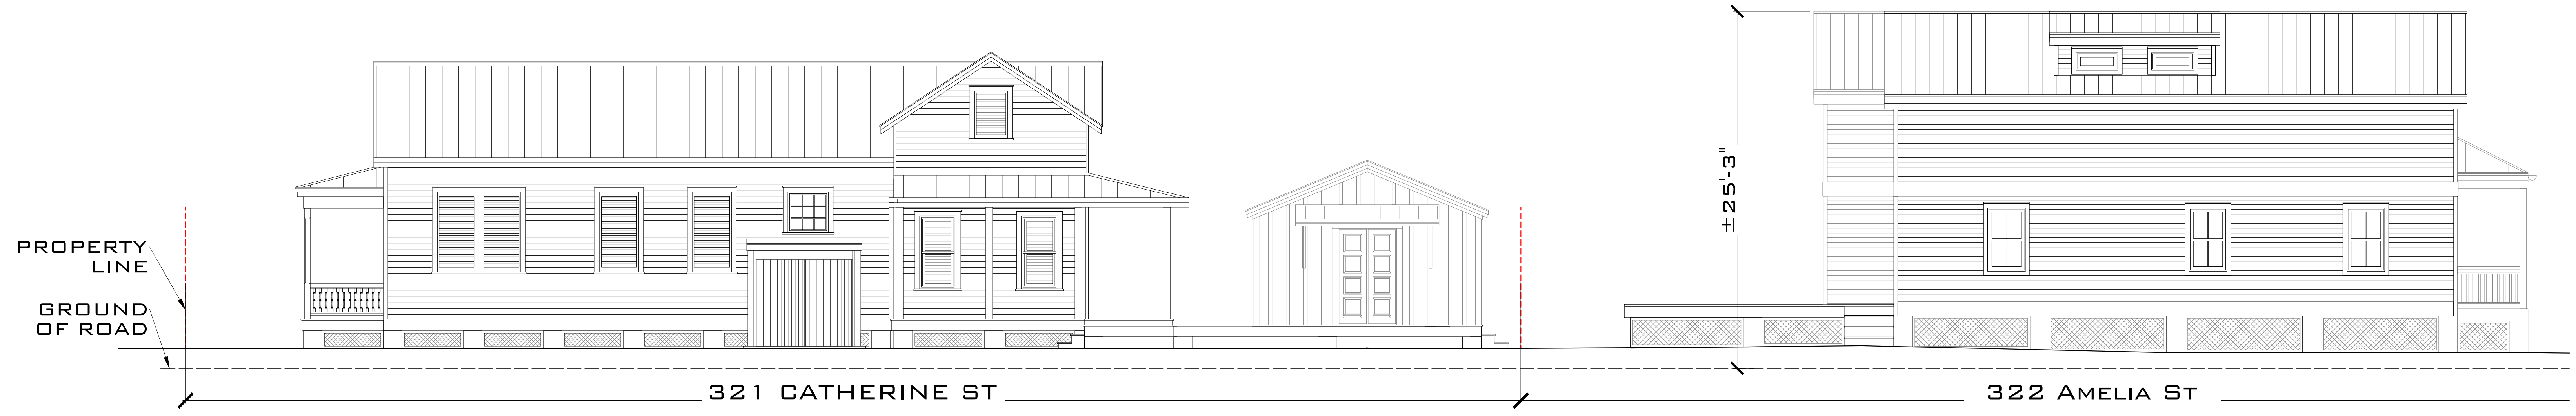 PROPERTY
LINE
GROUND
OF ROAD
321 CATHERINE ST
±25'-3"
322 AMELIA ST